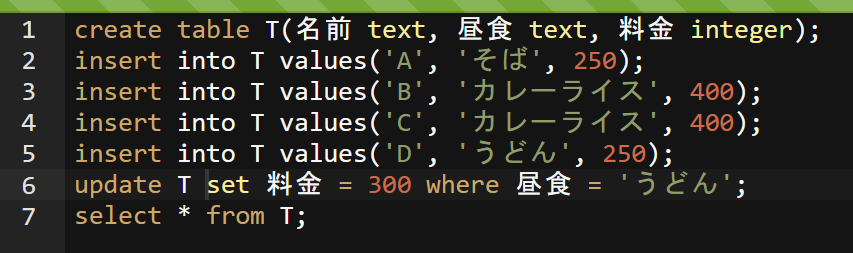 1 create table T(名前 text, 昼食 text, 料金 integer);
2 insert into T values('A', 'そば', 250);
3 insert into T values('B', 'カレーライス', 400);
4 insert into T values('C', 'カレーライス', 400);
5 insert into T values('D', 'うどん', 250);
6 update T set 料金 = 300 where 昼食 = 'うどん';
7 select * from T;